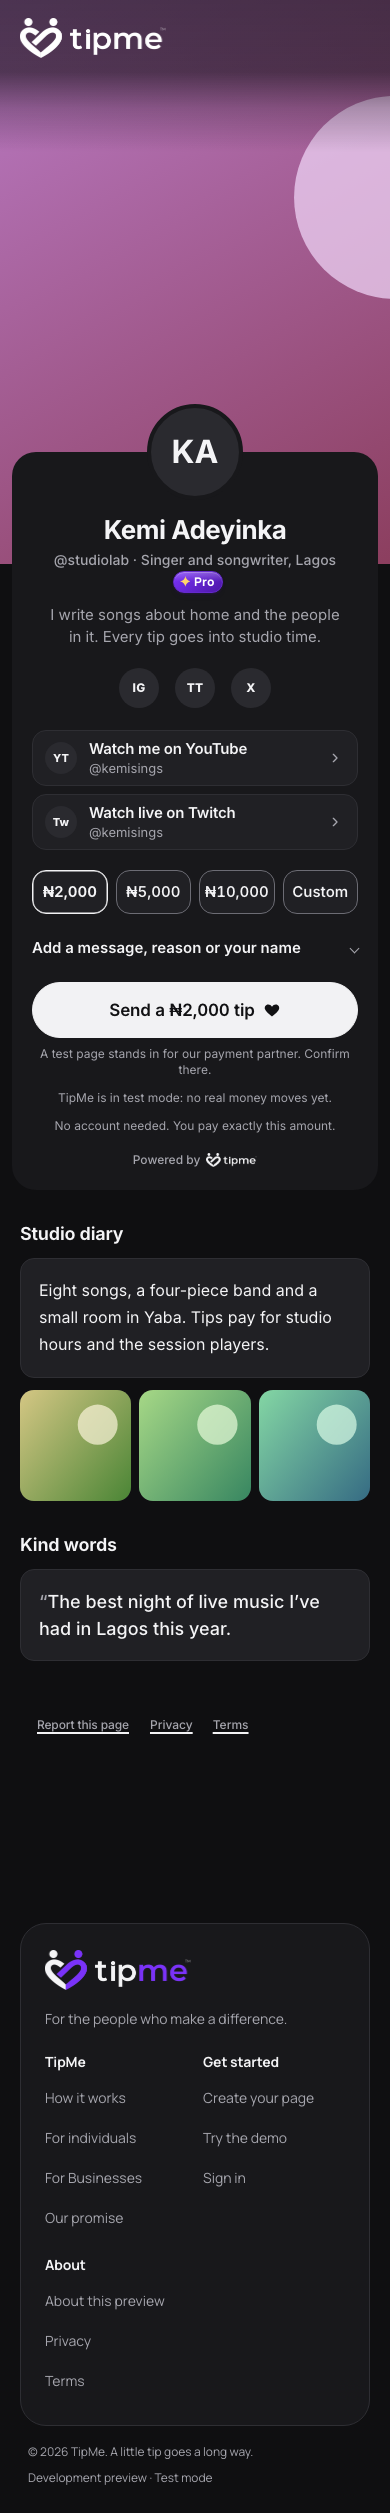 tipme™
KA
Kemi Adeyinka
@studiolab · Singer and songwriter, Lagos
✦ Pro
I write songs about home and the people
in it. Every tip goes into studio time.
IG TT X
YT Watch me on YouTube
@kemisings
Tw Watch live on Twitch
@kemisings
₦2,000 ₦5,000 ₦10,000 Custom
Add a message, reason or your name
Send a ₦2,000 tip ♥
A test page stands in for our payment partner. Confirm
there.
TipMe is in test mode: no real money moves yet.
No account needed. You pay exactly this amount.
Powered by tipme
Studio diary
Eight songs, a four-piece band and a
small room in Yaba. Tips pay for studio
hours and the session players.
Kind words
“The best night of live music I’ve
had in Lagos this year.
Report this page Privacy Terms
tipme™
For the people who make a difference.
TipMe
How it works
For individuals
For Businesses
Our promise
Get started
Create your page
Try the demo
Sign in
About
About this preview
Privacy
Terms
© 2026 TipMe. A little tip goes a long way.
Development preview · Test mode